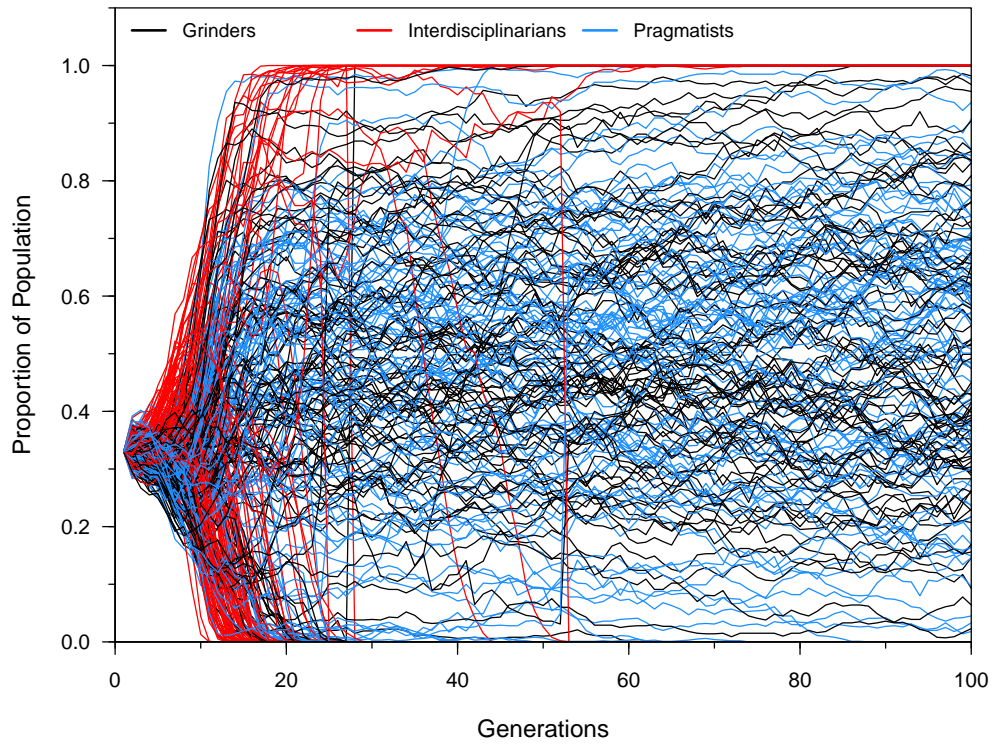 Grinders Interdisciplinarians Pragmatists
1.0
0.8
0.6
0.4
0.2
0.0
Proportion of Population
0 20 40 60 80 100
Generations